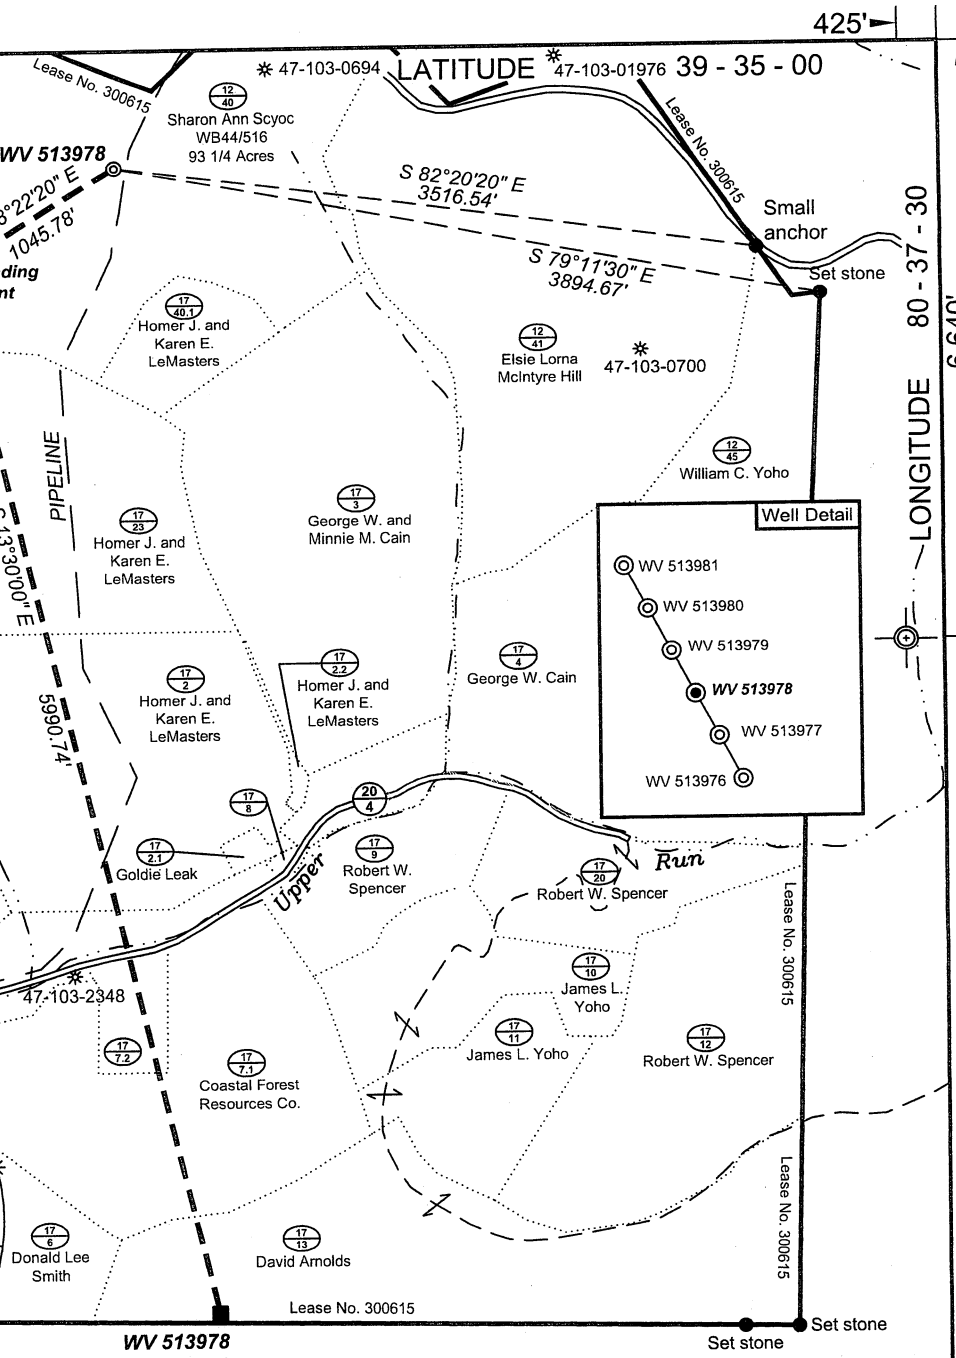 425'
Lease No. 300615
47-103-0694
LATITUDE
47-103-01976
39 - 35 - 00
12
40
Sharon Ann Scyoc
WB44/516
93 1/4 Acres
Lease No. 300615
WV 513978
°22'20" E
1045.78'
ding
nt
S 82°20'20" E
3516.54'
Small
anchor
S 79°11'30" E
3894.67'
Set stone
80 - 37 - 30
LONGITUDE
17
40.1
Homer J. and
Karen E.
LeMasters
12
41
Elsie Lorna
McIntyre Hill
47-103-0700
12
45
William C. Yoho
PIPELINE
17
3
George W. and
Minnie M. Cain
17
23
Homer J. and
Karen E.
LeMasters
S 13°30'00" E
5990.74'
Well Detail
WV 513981
WV 513980
WV 513979
WV 513978
WV 513977
WV 513976
17
4
George W. Cain
17
2
Homer J. and
Karen E.
LeMasters
17
2.2
Homer J. and
Karen E.
LeMasters
17
8
20
4
17
2.1
Goldie Leak
17
9
Robert W.
Spencer
Upper
Run
17
20
Robert W. Spencer
Lease No. 300615
47-103-2348
17
10
James L.
Yoho
17
11
James L. Yoho
17
12
Robert W. Spencer
17
7.2
17
7.1
Coastal Forest
Resources Co.
Lease No. 300615
17
6
Donald Lee
Smith
17
13
David Arnolds
Lease No. 300615
WV 513978
Set stone
Set stone